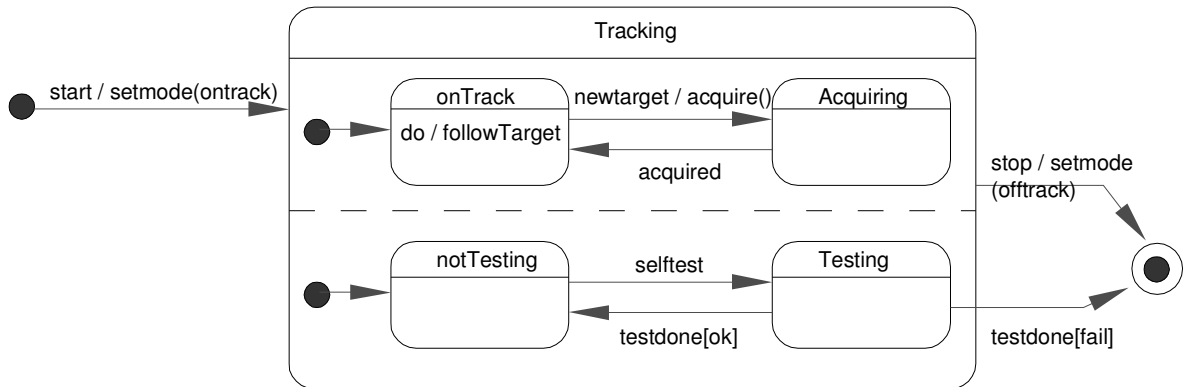 Tracking
start / setmode(ontrack)
onTrack
do / followTarget
newtarget / acquire()
Acquiring
acquired
stop / setmode
(offtrack)
notTesting
selftest
Testing
testdone[ok]
testdone[fail]